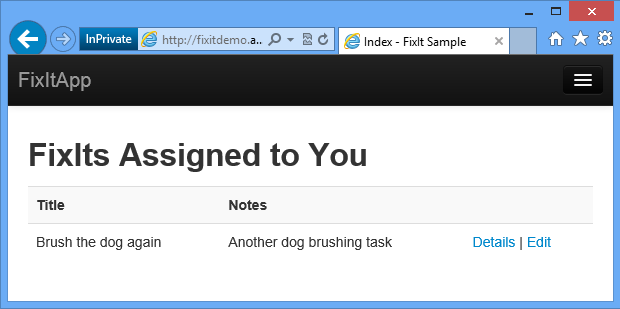 InPrivate http://fixitdemo.a... Index - FixIt Sample
FixItApp
FixIts Assigned to You
Title Notes
Brush the dog again Another dog brushing task Details | Edit